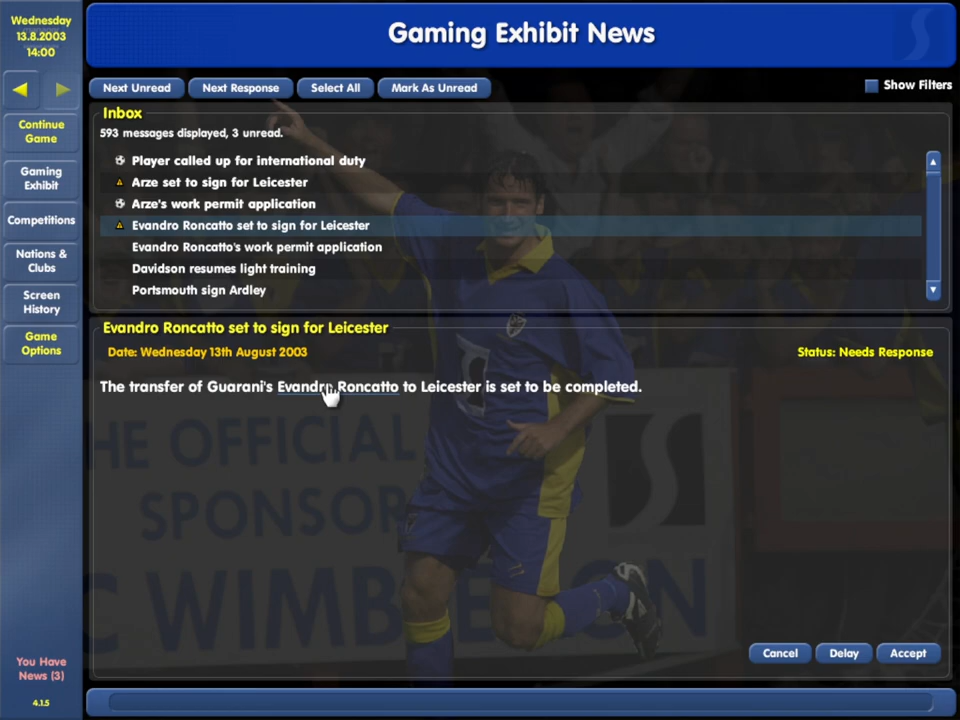 Wednesday
13.8.2003
14:00
Gaming Exhibit News
Next Unread
Next Response
Select All
Mark As Unread
Show Filters
Continue
Game
Gaming
Exhibit
Competitions
Nations &
Clubs
Screen
History
Game
Options
Inbox
593 messages displayed, 3 unread.
Player called up for international duty
Arze set to sign for Leicester
Arze's work permit application
Evandro Roncatto set to sign for Leicester
Evandro Roncatto's work permit application
Davidson resumes light training
Portsmouth sign Ardley
Evandro Roncatto set to sign for Leicester
Date: Wednesday 13th August 2003
Status: Needs Response
The transfer of Guarani's Evandro Roncatto to Leicester is set to be completed.
HE OFFICIAL
SPONSOR
C WIMBLEDON
Cancel
Delay
Accept
You Have
News (3)
4.1.5